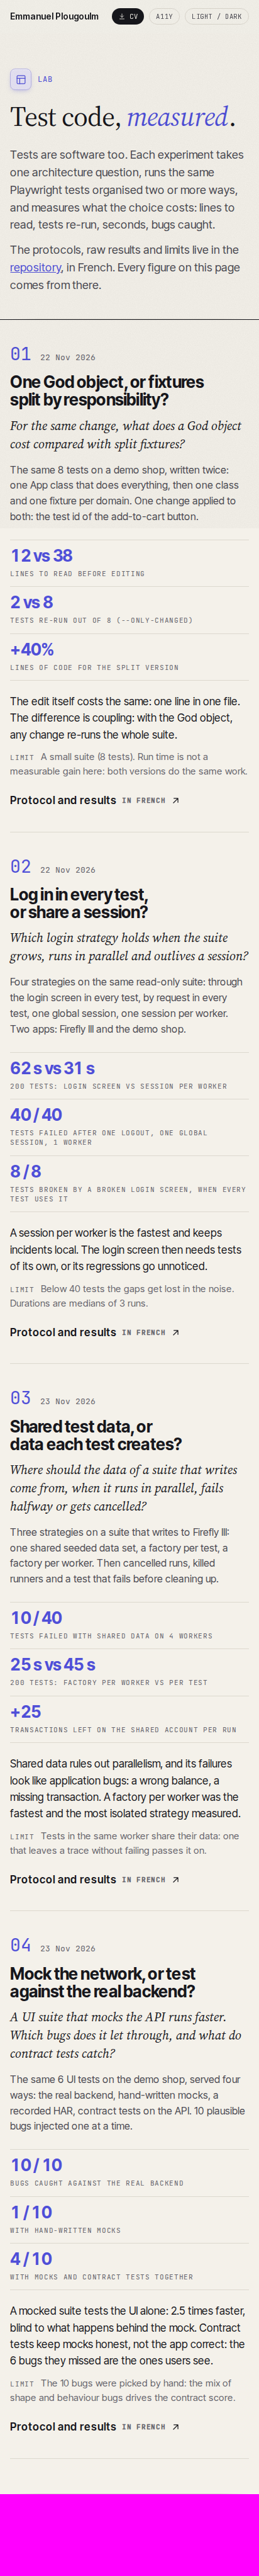 Emmanuel Plougoulm
CV
A11Y
LIGHT / DARK
LAB
Test code, measured.
Tests are software too. Each experiment takes
one architecture question, runs the same
Playwright tests organised two or more ways,
and measures what the choice costs: lines to
read, tests re-run, seconds, bugs caught.
The protocols, raw results and limits live in the
repository, in French. Every figure on this page
comes from there.
01 22 Nov 2026
One God object, or fixtures
split by responsibility?
For the same change, what does a God object
cost compared with split fixtures?
The same 8 tests on a demo shop, written twice:
one App class that does everything, then one class
and one fixture per domain. One change applied to
both: the test id of the add-to-cart button.
12 vs 38
LINES TO READ BEFORE EDITING
2 vs 8
TESTS RE-RUN OUT OF 8 (--ONLY-CHANGED)
+40%
LINES OF CODE FOR THE SPLIT VERSION
The edit itself costs the same: one line in one file.
The difference is coupling: with the God object,
any change re-runs the whole suite.
LIMIT A small suite (8 tests). Run time is not a
measurable gain here: both versions do the same work.
Protocol and results IN FRENCH ↗
02 22 Nov 2026
Log in in every test,
or share a session?
Which login strategy holds when the suite
grows, runs in parallel and outlives a session?
Four strategies on the same read-only suite: through
the login screen in every test, by request in every
test, one global session, one session per worker.
Two apps: Firefly III and the demo shop.
62 s vs 31 s
200 TESTS: LOGIN SCREEN VS SESSION PER WORKER
40 / 40
TESTS FAILED AFTER ONE LOGOUT, ONE GLOBAL
SESSION, 1 WORKER
8 / 8
TESTS BROKEN BY A BROKEN LOGIN SCREEN, WHEN EVERY
TEST USES IT
A session per worker is the fastest and keeps
incidents local. The login screen then needs tests
of its own, or its regressions go unnoticed.
LIMIT Below 40 tests the gaps get lost in the noise.
Durations are medians of 3 runs.
Protocol and results IN FRENCH ↗
03 23 Nov 2026
Shared test data, or
data each test creates?
Where should the data of a suite that writes
come from, when it runs in parallel, fails
halfway or gets cancelled?
Three strategies on a suite that writes to Firefly III:
one shared seeded data set, a factory per test, a
factory per worker. Then cancelled runs, killed
runners and a test that fails before cleaning up.
10 / 40
TESTS FAILED WITH SHARED DATA ON 4 WORKERS
25 s vs 45 s
200 TESTS: FACTORY PER WORKER VS PER TEST
+25
TRANSACTIONS LEFT ON THE SHARED ACCOUNT PER RUN
Shared data rules out parallelism, and its failures
look like application bugs: a wrong balance, a
missing transaction. A factory per worker was the
fastest and the most isolated strategy measured.
LIMIT Tests in the same worker share their data: one
that leaves a trace without failing passes it on.
Protocol and results IN FRENCH ↗
04 23 Nov 2026
Mock the network, or test
against the real backend?
A UI suite that mocks the API runs faster.
Which bugs does it let through, and what do
contract tests catch?
The same 6 UI tests on the demo shop, served four
ways: the real backend, hand-written mocks, a
recorded HAR, contract tests on the API. 10 plausible
bugs injected one at a time.
10 / 10
BUGS CAUGHT AGAINST THE REAL BACKEND
1 / 10
WITH HAND-WRITTEN MOCKS
4 / 10
WITH MOCKS AND CONTRACT TESTS TOGETHER
A mocked suite tests the UI alone: 2.5 times faster,
blind to what happens behind the mock. Contract
tests keep mocks honest, not the app correct: the
6 bugs they missed are the ones users see.
LIMIT The 10 bugs were picked by hand: the mix of
shape and behaviour bugs drives the contract score.
Protocol and results IN FRENCH ↗